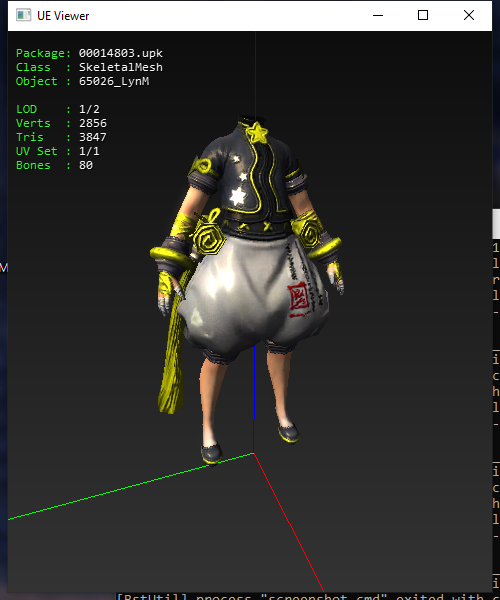 UE Viewer
Package: 00014803.upk
Class : SkeletalMesh
Object : 65026_LynM
LOD : 1/2
Verts : 2856
Tris : 3847
UV Set : 1/1
Bones : 80
[BstUtil] process "screenshot.cmd" exited with c